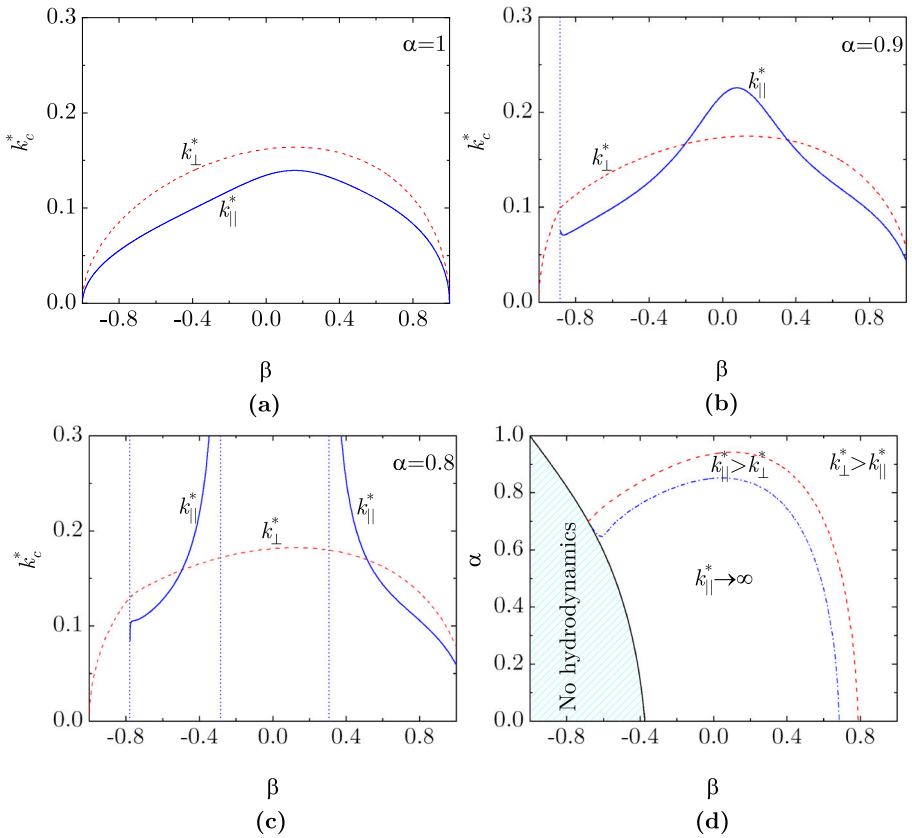 α=1
k*⊥
k*||
k*c
0.3
0.2
0.1
0.0
-0.8 -0.4 0.0 0.4 0.8
β
(a)
α=0.9
k*||
k*⊥
k*c
0.3
0.2
0.1
0.0
-0.8 -0.4 0.0 0.4 0.8
β
(b)
α=0.8
k*|| k*⊥ k*||
k*c
0.3
0.2
0.1
0.0
-0.8 -0.4 0.0 0.4 0.8
β
(c)
k*||>k*⊥ k*⊥>k*||
k*||→∞
No hydrodynamics
α
1.0
0.8
0.6
0.4
0.2
0.0
-0.8 -0.4 0.0 0.4 0.8
β
(d)